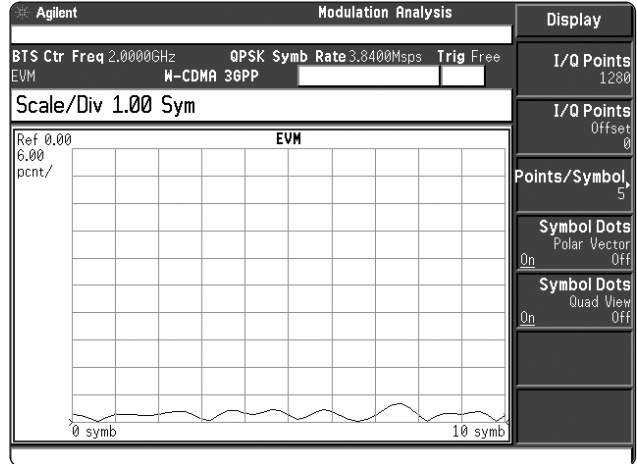 Agilent
Modulation Analysis
BTS Ctr Freq 2.0000GHz QPSK Symb Rate 3.8400Msps Trig Free
EVM W-CDMA 3GPP
Scale/Div 1.00 Sym
Ref 0.00 EVM
6.00
pcnt/
0 symb 10 symb
Display
I/Q Points
1280
I/Q Points
Offset
0
Points/Symbol
5
Symbol Dots
Polar Vector
On Off
Symbol Dots
Quad View
On Off